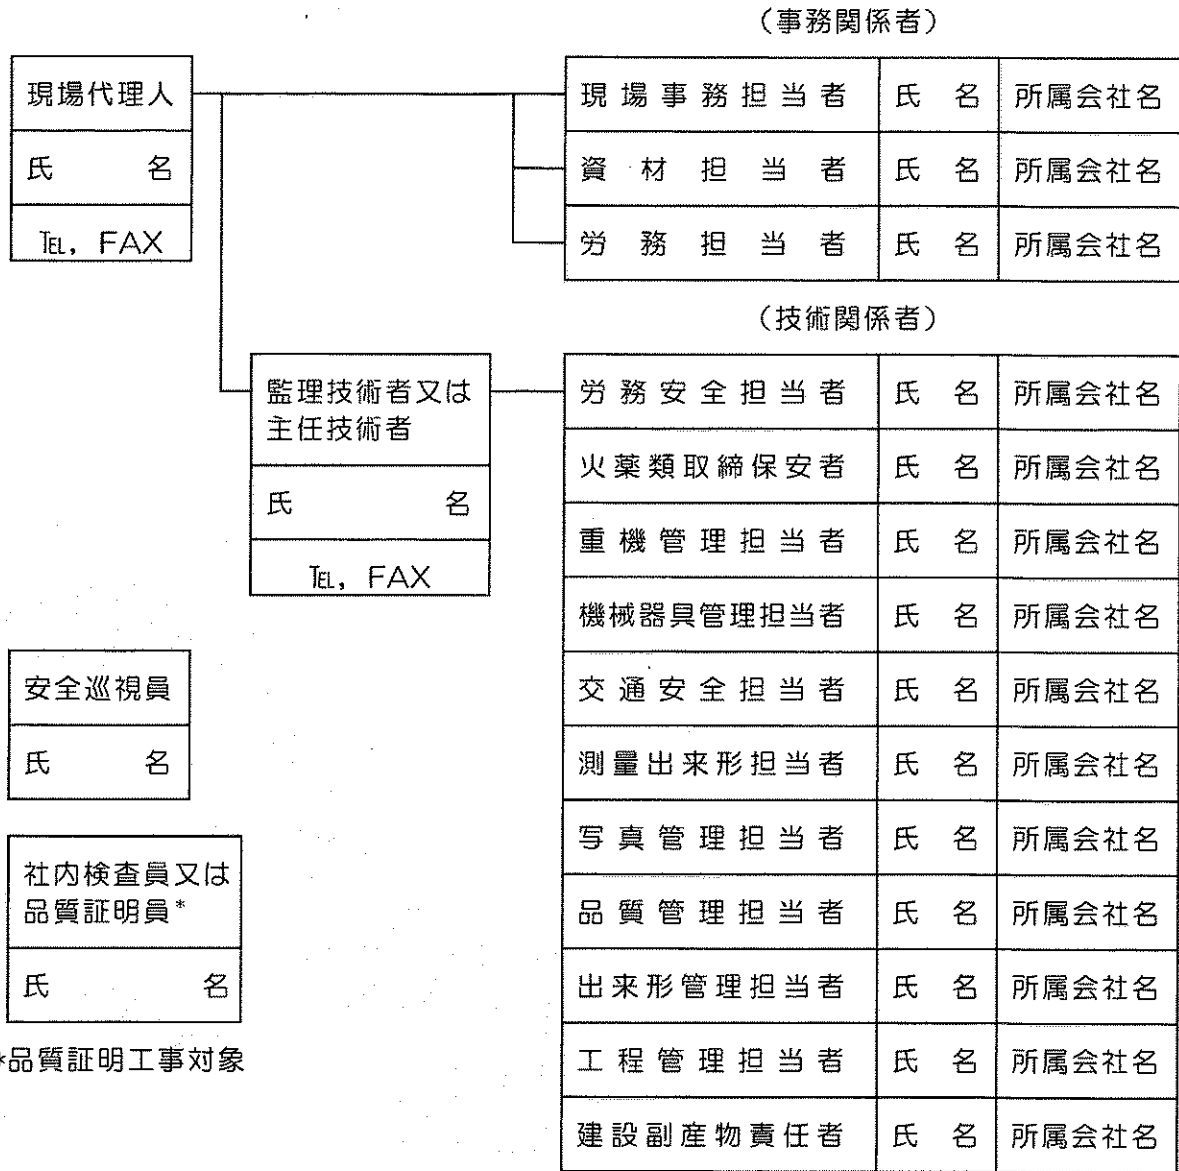 (事務関係者)
現場代理人
氏 名
TEL, FAX
現場事務担当者 氏 名 所属会社名
資材担当者 氏 名 所属会社名
労務担当者 氏 名 所属会社名
(技術関係者)
監理技術者又は
主任技術者
氏 名
TEL, FAX
労務安全担当者 氏 名 所属会社名
火薬類取締保安者 氏 名 所属会社名
重機管理担当者 氏 名 所属会社名
機械器具管理担当者 氏 名 所属会社名
交通安全担当者 氏 名 所属会社名
測量出来形担当者 氏 名 所属会社名
写真管理担当者 氏 名 所属会社名
品質管理担当者 氏 名 所属会社名
出来形管理担当者 氏 名 所属会社名
工程管理担当者 氏 名 所属会社名
建設副産物責任者 氏 名 所属会社名
安全巡視員
氏 名
社内検査員又は
品質証明員*
氏 名
*品質証明工事対象